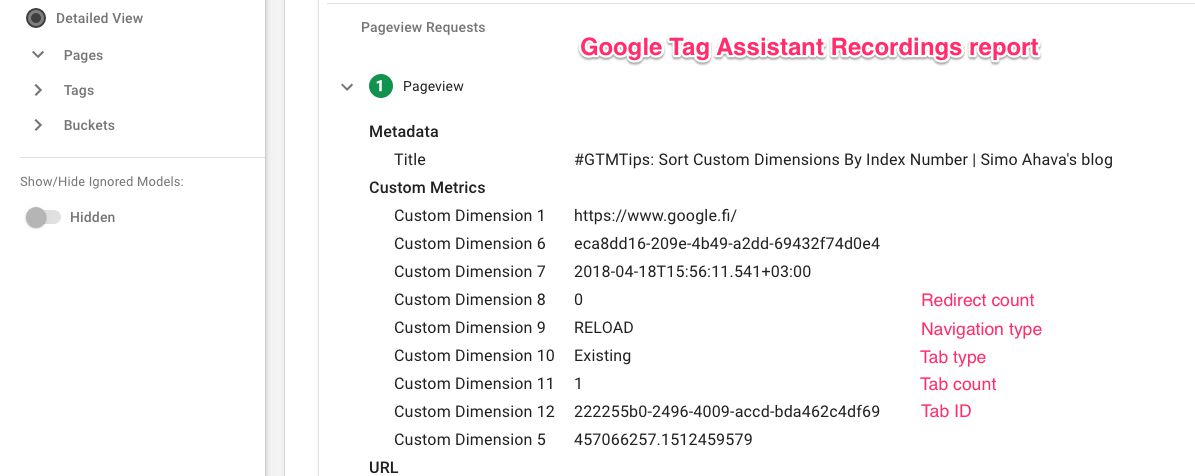 Detailed View
Pages
Tags
Buckets
Show/Hide Ignored Models:
Hidden
Pageview Requests
Google Tag Assistant Recordings report
1 Pageview
Metadata
Title #GTMTips: Sort Custom Dimensions By Index Number | Simo Ahava's blog
Custom Metrics
Custom Dimension 1 https://www.google.fi/
Custom Dimension 6 eca8dd16-209e-4b49-a2dd-69432f74d0e4
Custom Dimension 7 2018-04-18T15:56:11.541+03:00
Custom Dimension 8 0 Redirect count
Custom Dimension 9 RELOAD Navigation type
Custom Dimension 10 Existing Tab type
Custom Dimension 11 1 Tab count
Custom Dimension 12 222255b0-2496-4009-accd-bda462c4df69 Tab ID
Custom Dimension 5 457066257.1512459579
URL